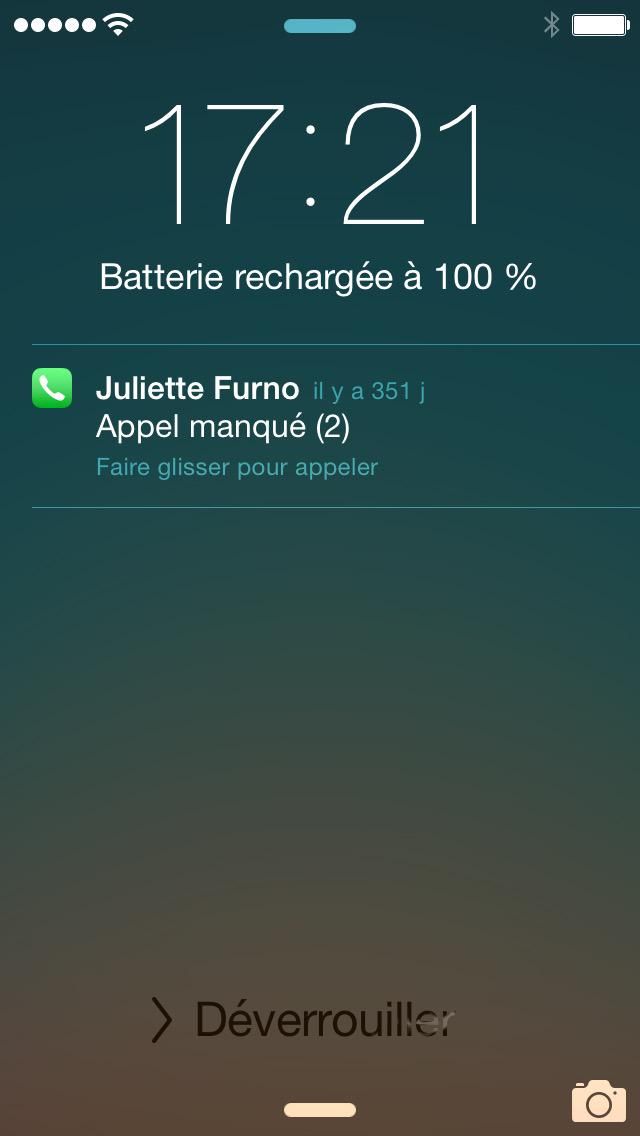 17:21
Batterie rechargée à 100 %
Juliette Furno il y a 351 j
Appel manqué (2)
Faire glisser pour appeler
Déverrouiller